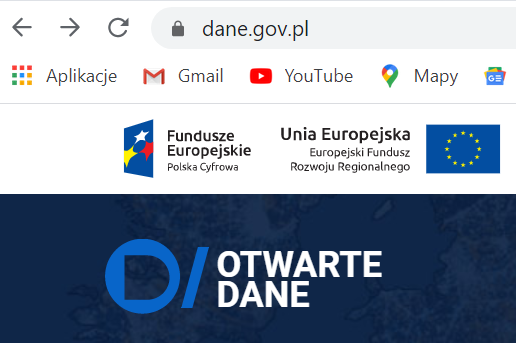 dane.gov.pl
Aplikacje Gmail YouTube Mapy
GE
Fundusze
Europejskie
Polska Cyfrowa
Unia Europejska
Europejski Fundusz
Rozwoju Regionalnego
D/ OTWARTE
DANE